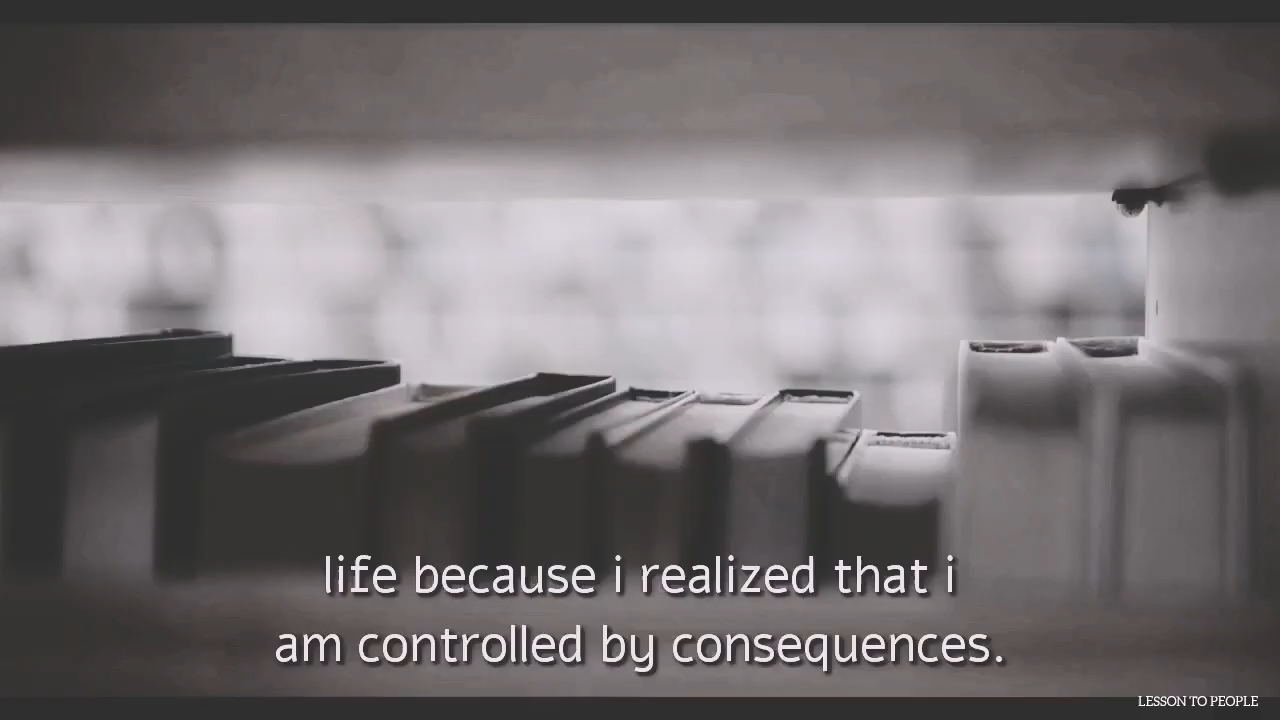 life because i realized that i
am controlled by consequences.
LESSON TO PEOPLE